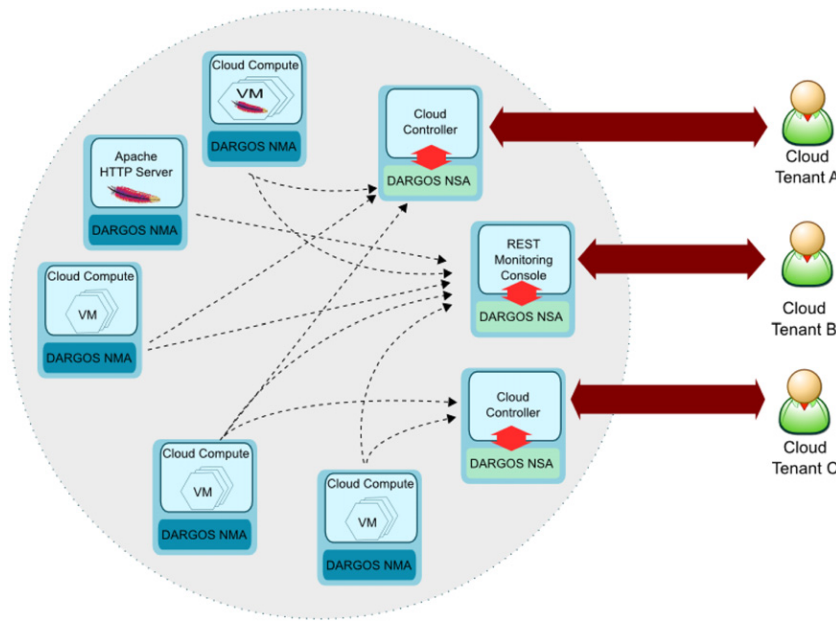 Cloud Compute
VM
DARGOS NMA
Apache
HTTP Server
DARGOS NMA
Cloud Compute
VM
DARGOS NMA
Cloud Compute
VM
DARGOS NMA
Cloud Compute
VM
DARGOS NMA
Cloud
Controller
DARGOS NSA
REST
Monitoring
Console
DARGOS NSA
Cloud
Controller
DARGOS NSA
Cloud
Tenant A
Cloud
Tenant B
Cloud
Tenant C